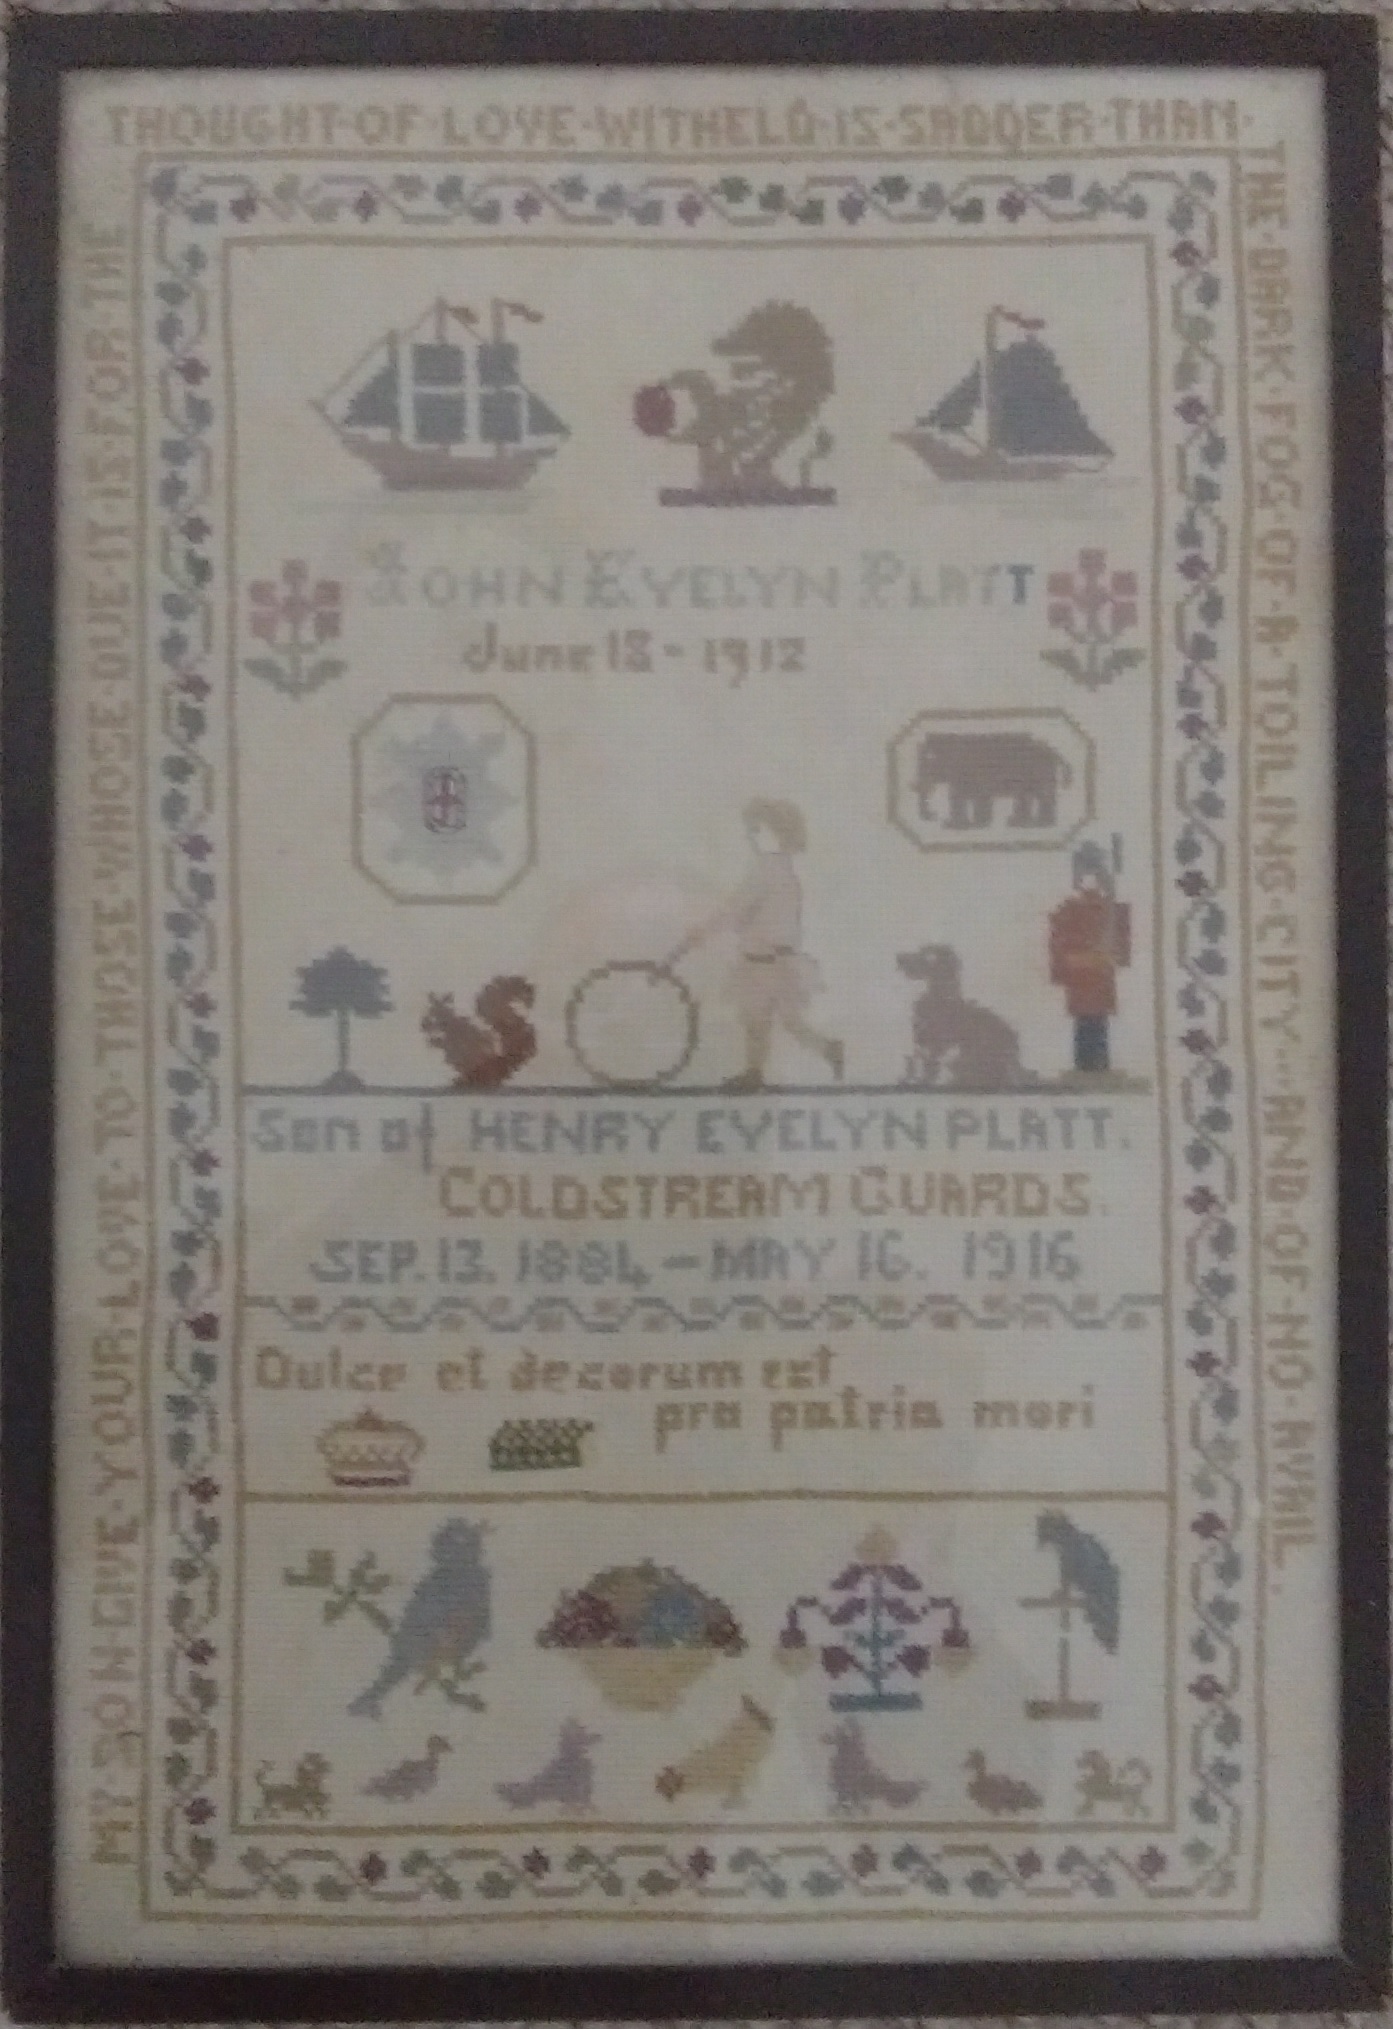 MY · SON GIVE · YOUR · LOVE · TO · THOSE · WHOSE · DUE · IT · IS · FOR · THE
THOUGHT · OF · LOVE · WITHELD · IS · SADDER · THAN ·
THE · DARK · FOG · OF · A · TOILING · CITY · · · AND · OF · NO · AVAIL .
JOHN EVELYN PLATT
June 18 - 1912
Son of HENRY EVELYN PLATT.
COLDSTREAM GUARDS.
SEP. 13. 1884 – MAY 16. 1916
Dulce et decorum est
pro patria mori